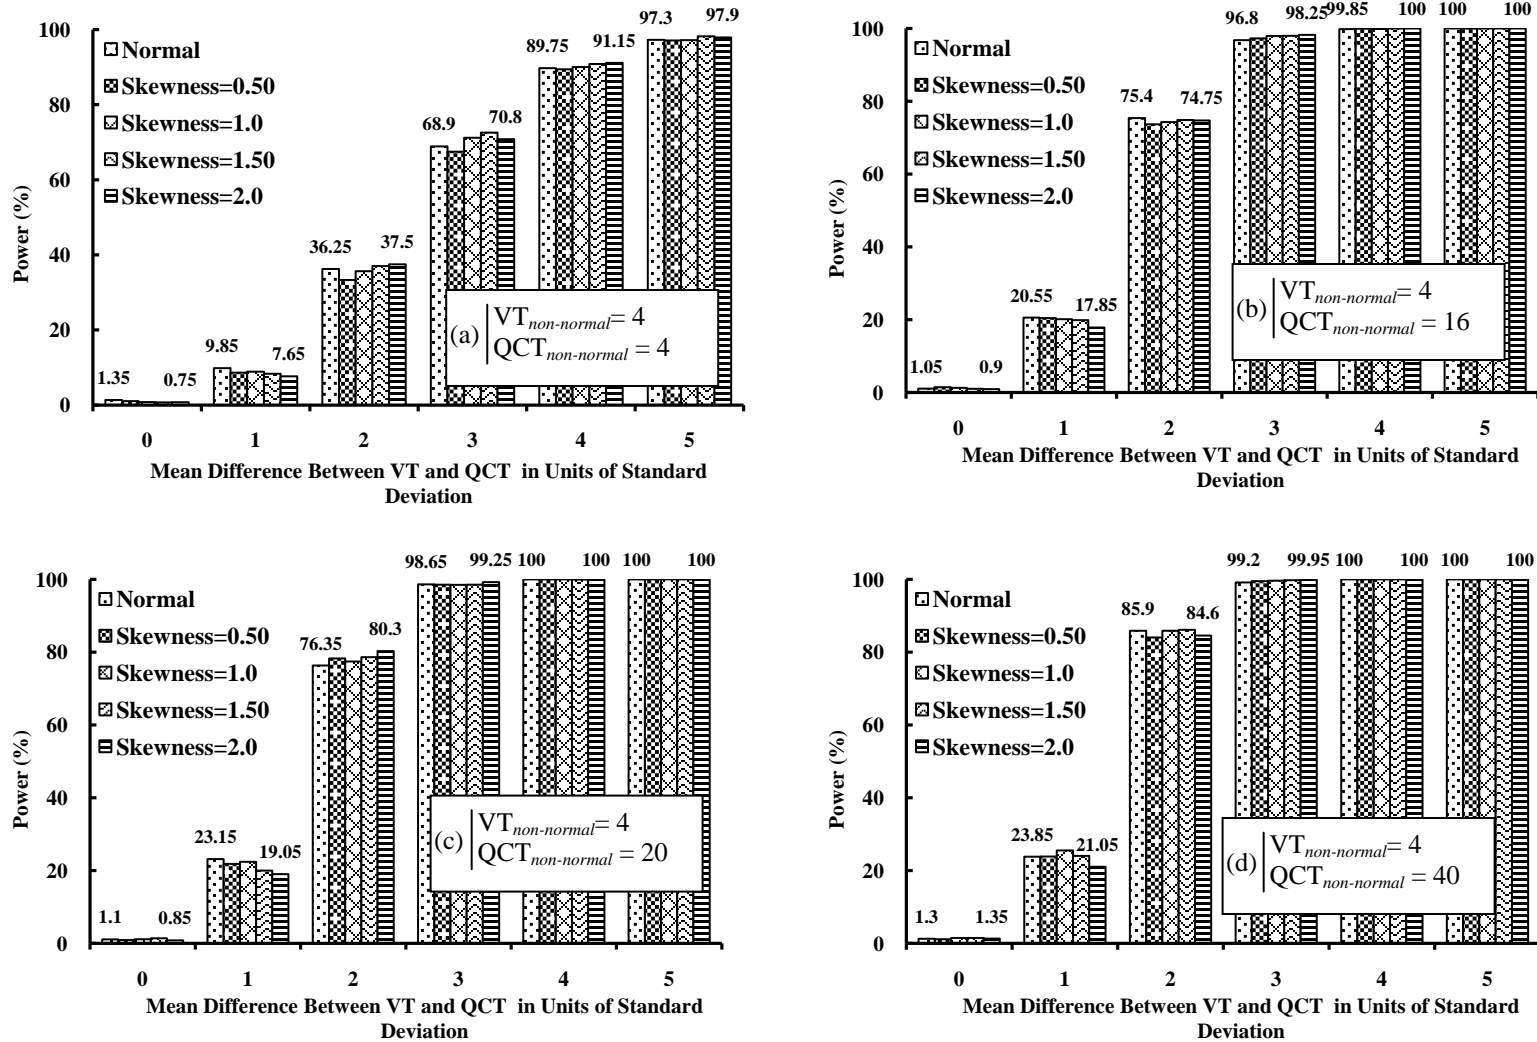 97.3 97.9
100
89.75 91.15
Normal
Skewness=0.50
80
68.9 70.8
Skewness=1.0
Skewness=1.50
60
Skewness=2.0
Power (%)
40
36.25 37.5
(a) VTnon-normal= 4
QCTnon-normal = 4
20
9.85 7.65
1.35 0.75
0
0 1 2 3 4 5
Mean Difference Between VT and QCT in Units of Standard
Deviation
96.8 98.25 99.85 100 100 100
100
Normal
Skewness=0.50
80
75.4 74.75
Skewness=1.0
Skewness=1.50
60
Skewness=2.0
Power (%)
40
(b) VTnon-normal= 4
QCTnon-normal = 16
20
20.55 17.85
1.05 0.9
0
0 1 2 3 4 5
Mean Difference Between VT and QCT in Units of Standard
Deviation
98.65 99.25 100 100 100 100
100
Normal
Skewness=0.50
80
76.35 80.3
Skewness=1.0
Skewness=1.50
60
Skewness=2.0
Power (%)
40
(c) VTnon-normal= 4
QCTnon-normal = 20
23.15 19.05
20
1.1 0.85
0
0 1 2 3 4 5
Mean Difference Between VT and QCT in Units of Standard
Deviation
99.2 99.95 100 100 100 100
100
Normal
85.9 84.6
Skewness=0.50
80
Skewness=1.0
Skewness=1.50
60
Skewness=2.0
Power (%)
40
(d) VTnon-normal= 4
QCTnon-normal = 40
23.85 21.05
20
1.3 1.35
0
0 1 2 3 4 5
Mean Difference Between VT and QCT in Units of Standard
Deviation